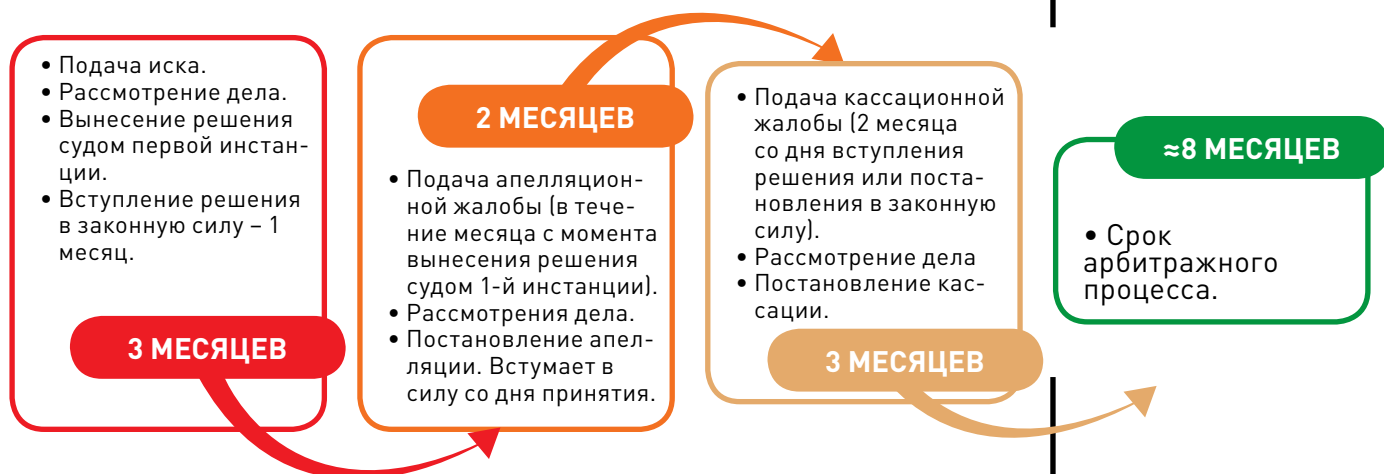 • Подача иска.
• Рассмотрение дела.
• Вынесение решения
судом первой инстан-
ции.
• Вступление решения
в законную силу – 1
месяц.
3 МЕСЯЦЕВ
2 МЕСЯЦЕВ
• Подача апелляцион-
ной жалобы (в тече-
ние месяца с момента
вынесения решения
судом 1-й инстанции).
• Рассмотрения дела.
• Постановление апел-
ляции. Встумает в
силу со дня принятия.
• Подача кассационной
жалобы (2 месяца
со дня вступления
решения или поста-
новления в законную
силу).
• Рассмотрение дела
• Постановление кас-
сации.
3 МЕСЯЦЕВ
≈8 МЕСЯЦЕВ
• Срок
арбитражного
процесса.